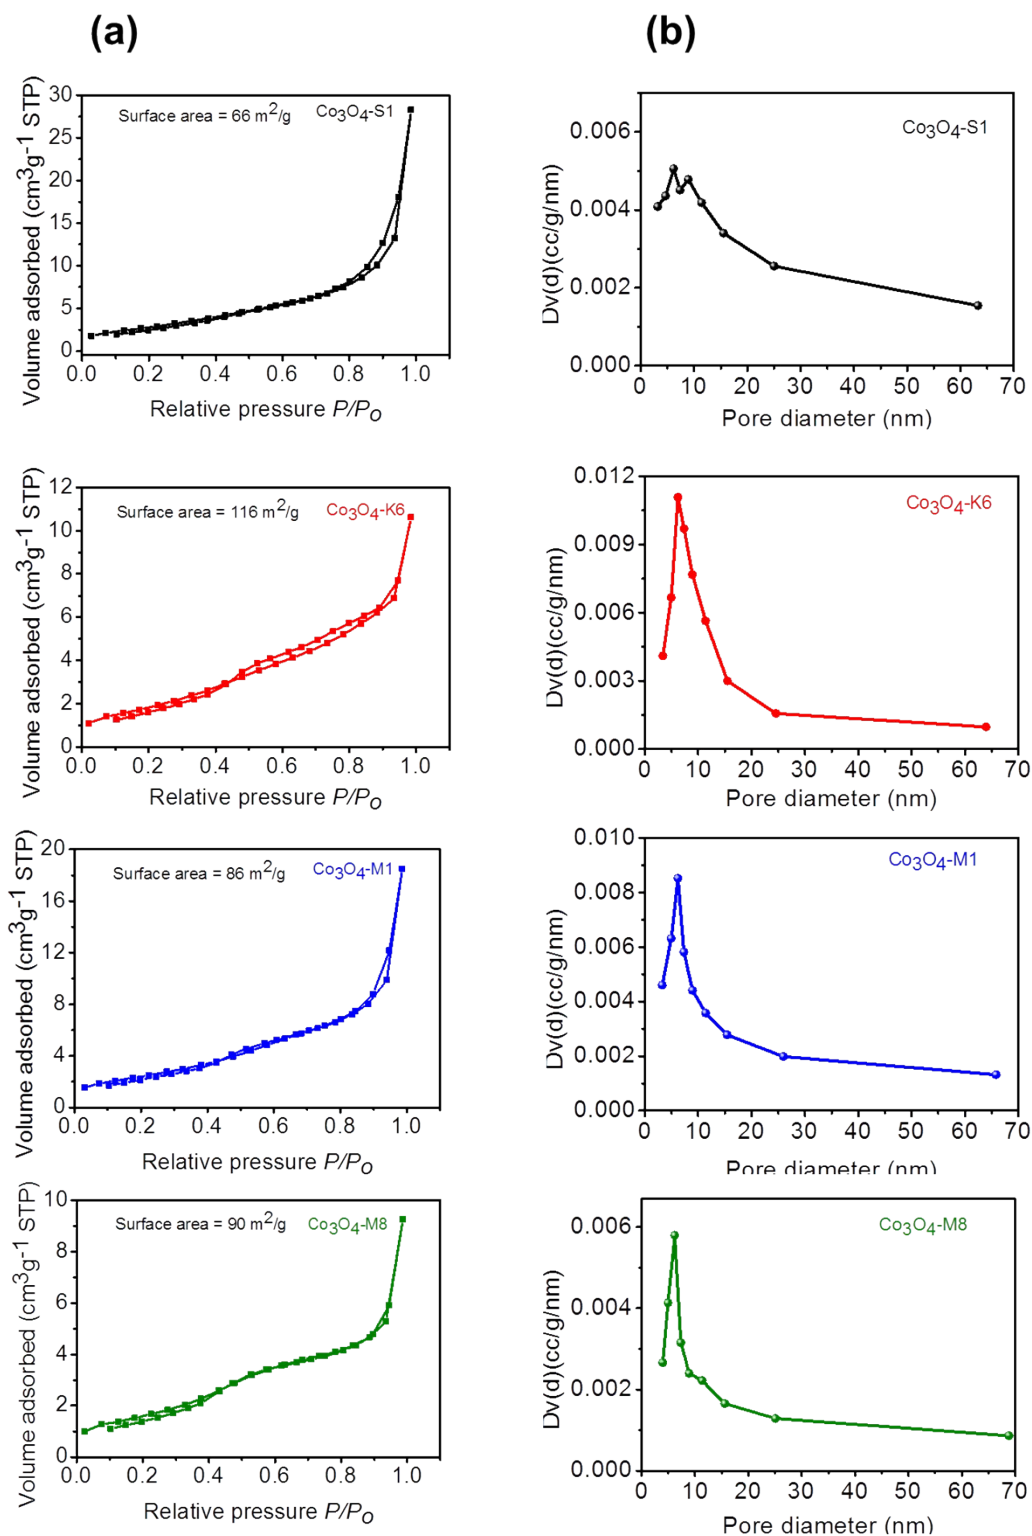 (a)
(b)
Volume adsorbed (cm3g-1 STP)
30
25
20
15
10
5
0
Surface area = 66 m2/g
Co3O4-S1
0.0 0.2 0.4 0.6 0.8 1.0
Relative pressure P/Po
Dv(d)(cc/g/nm)
0.006
0.004
0.002
0.000
Co3O4-S1
0 10 20 30 40 50 60 70
Pore diameter (nm)
Volume adsorbed (cm3g-1 STP)
12
10
8
6
4
2
0
Surface area = 116 m2/g
Co3O4-K6
0.0 0.2 0.4 0.6 0.8 1.0
Relative pressure P/Po
Dv(d)(cc/g/nm)
0.012
0.009
0.006
0.003
0.000
Co3O4-K6
0 10 20 30 40 50 60 70
Pore diameter (nm)
Volume adsorbed (cm3g-1 STP)
20
16
12
8
4
0
Surface area = 86 m2/g
Co3O4-M1
0.0 0.2 0.4 0.6 0.8 1.0
Relative pressure P/Po
Dv(d)(cc/g/nm)
0.010
0.008
0.006
0.004
0.002
0.000
Co3O4-M1
0 10 20 30 40 50 60 70
Pore diameter (nm)
Volume adsorbed (cm3g-1 STP)
10
8
6
4
2
0
Surface area = 90 m2/g
Co3O4-M8
0.0 0.2 0.4 0.6 0.8 1.0
Relative pressure P/Po
Dv(d)(cc/g/nm)
0.006
0.004
0.002
0.000
Co3O4-M8
0 10 20 30 40 50 60 70
Pore diameter (nm)